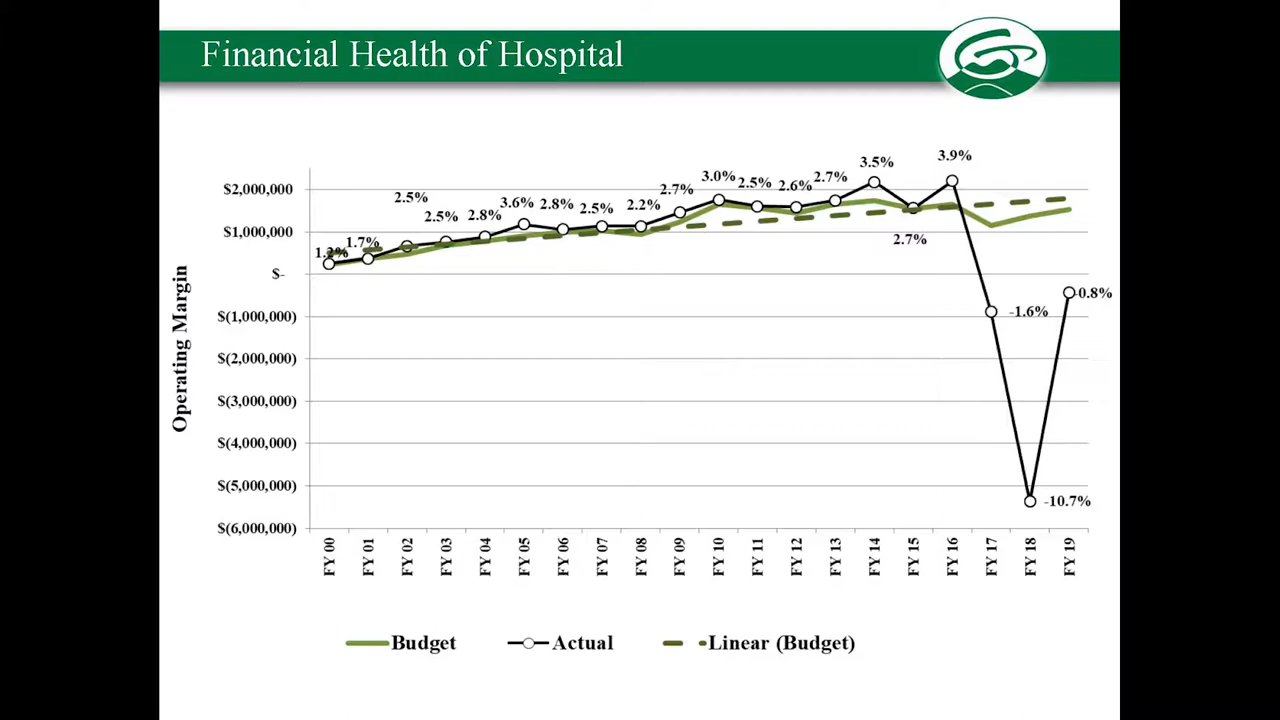 Financial Health of Hospital
3.9%
3.5%
3.0%
2.7%
2.5%
2.6%
2.7%
$2,000,000
2.5%
3.6%
2.8%
2.5%
2.2%
2.5%
2.8%
$1,000,000
1.2%
1.7%
2.7%
$-
-0.8%
$(1,000,000)
-1.6%
$(2,000,000)
$(3,000,000)
$(4,000,000)
$(5,000,000)
-10.7%
$(6,000,000)
Operating Margin
FY 00
FY 01
FY 02
FY 03
FY 04
FY 05
FY 06
FY 07
FY 08
FY 09
FY 10
FY 11
FY 12
FY 13
FY 14
FY 15
FY 16
FY 17
FY 18
FY 19
Budget
Actual
Linear (Budget)